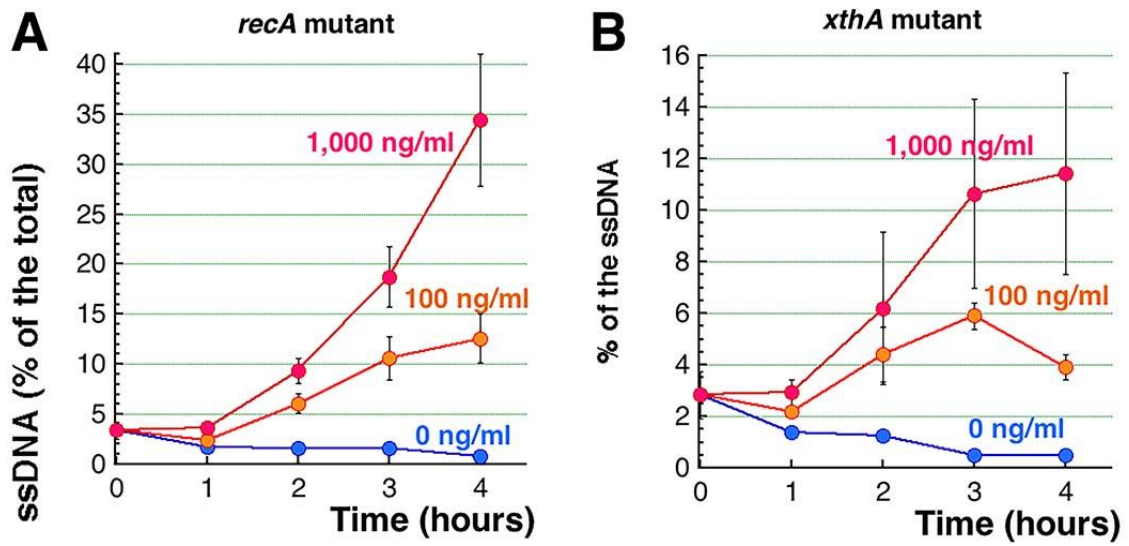 A
recA mutant
ssDNA (% of the total)
40
35
30
25
20
15
10
5
0
1,000 ng/ml
100 ng/ml
0 ng/ml
0 1 2 3 4
Time (hours)
B
xthA mutant
% of the ssDNA
16
14
12
10
8
6
4
2
0
1,000 ng/ml
100 ng/ml
0 ng/ml
0 1 2 3 4
Time (hours)